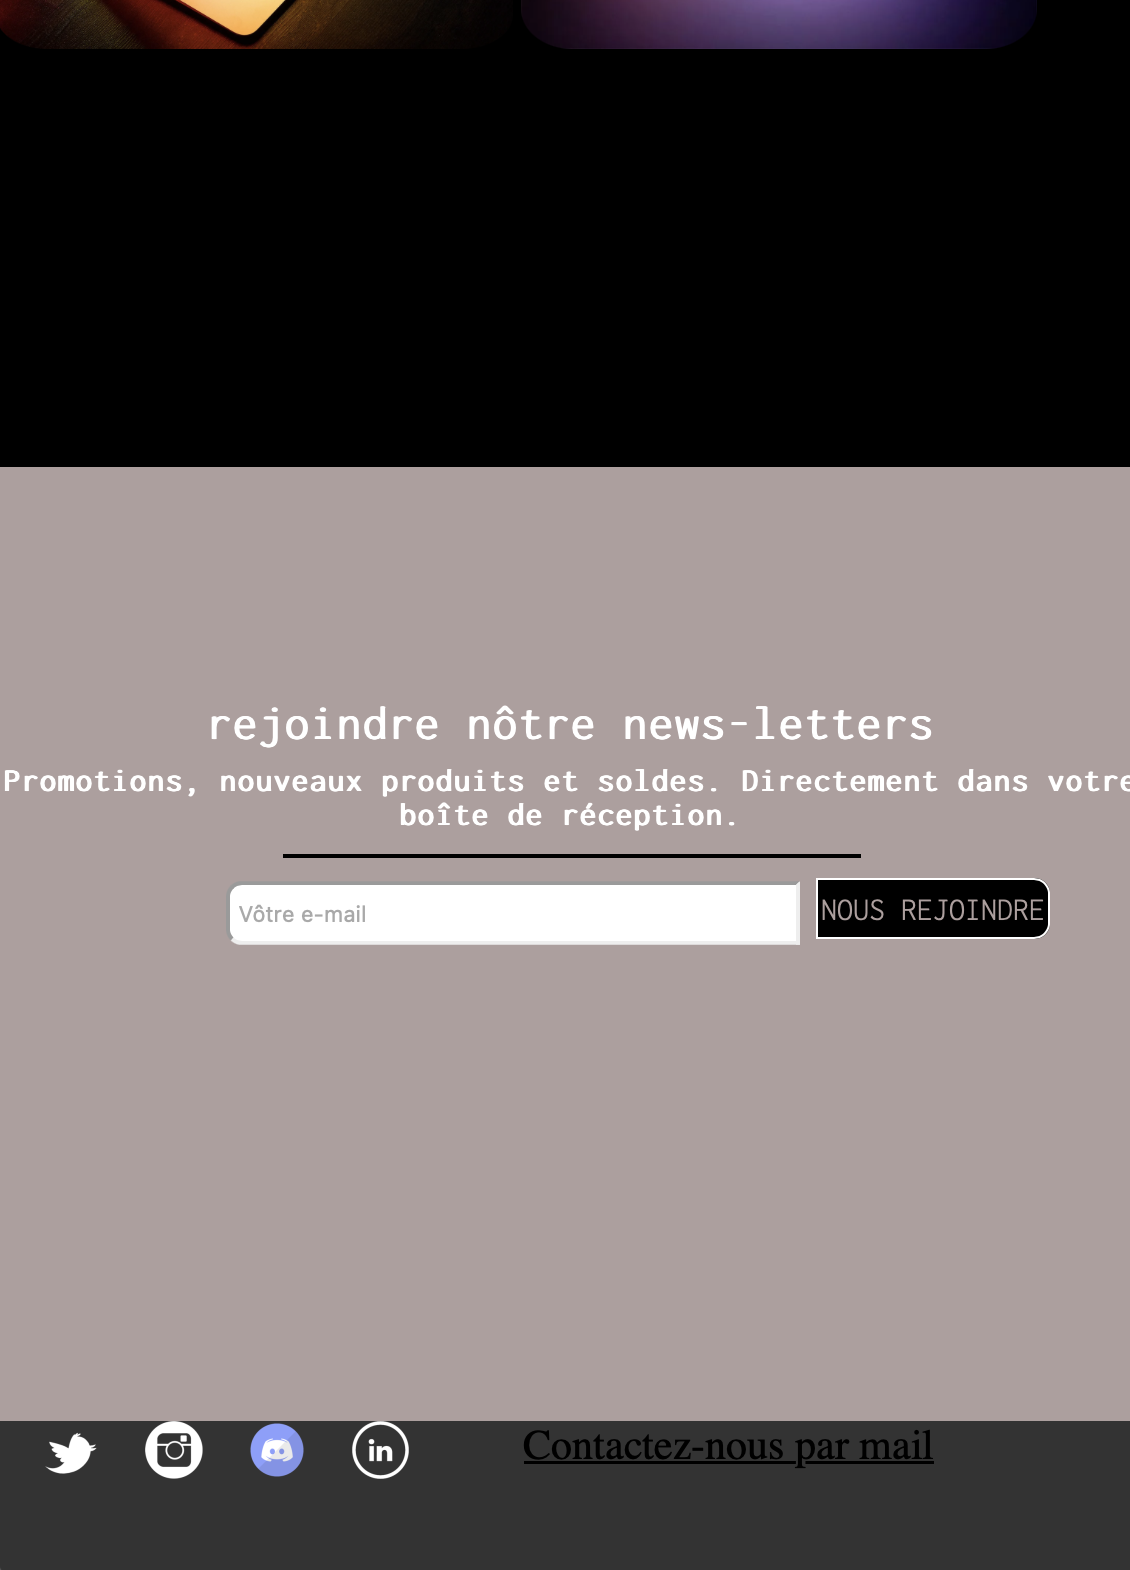 rejoindre nôtre news-letters
Promotions, nouveaux produits et soldes. Directement dans votre
boîte de réception.
Vôtre e-mail
NOUS REJOINDRE
in
Contactez-nous par mail